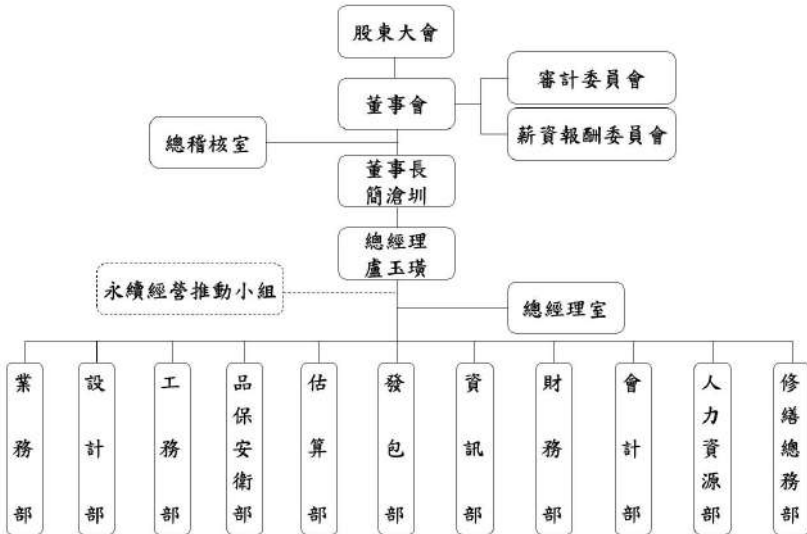 股東大會
董事會
審計委員會
薪資報酬委員會
總稽核室
董事長
簡滄圳
總經理
盧玉璜
永續經營推動小組
總經理室
業務部
設計部
工務部
品保安衛部
估算部
發包部
資訊部
財務部
會計部
人力資源部
修繕總務部